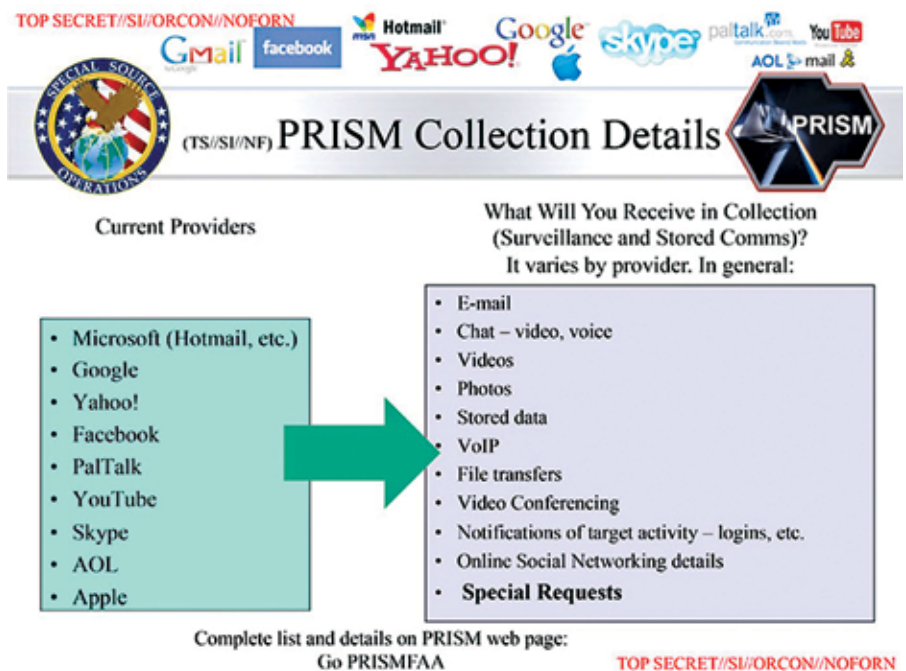 TOP SECRET//SI//ORCON//NOFORN
Gmail
facebook
msn Hotmail
YAHOO!
Google
skype
paltalk.com
YouTube
AOL mail
SPECIAL SOURCE
OPERATIONS
(TS//SI//NF) PRISM Collection Details
PRISM
Current Providers
• Microsoft (Hotmail, etc.)
• Google
• Yahoo!
• Facebook
• PalTalk
• YouTube
• Skype
• AOL
• Apple
What Will You Receive in Collection
(Surveillance and Stored Comms)?
It varies by provider. In general:
• E-mail
• Chat – video, voice
• Videos
• Photos
• Stored data
• VoIP
• File transfers
• Video Conferencing
• Notifications of target activity – logins, etc.
• Online Social Networking details
• Special Requests
Complete list and details on PRISM web page:
Go PRISMFAA
TOP SECRET//SI//ORCON//NOFORN